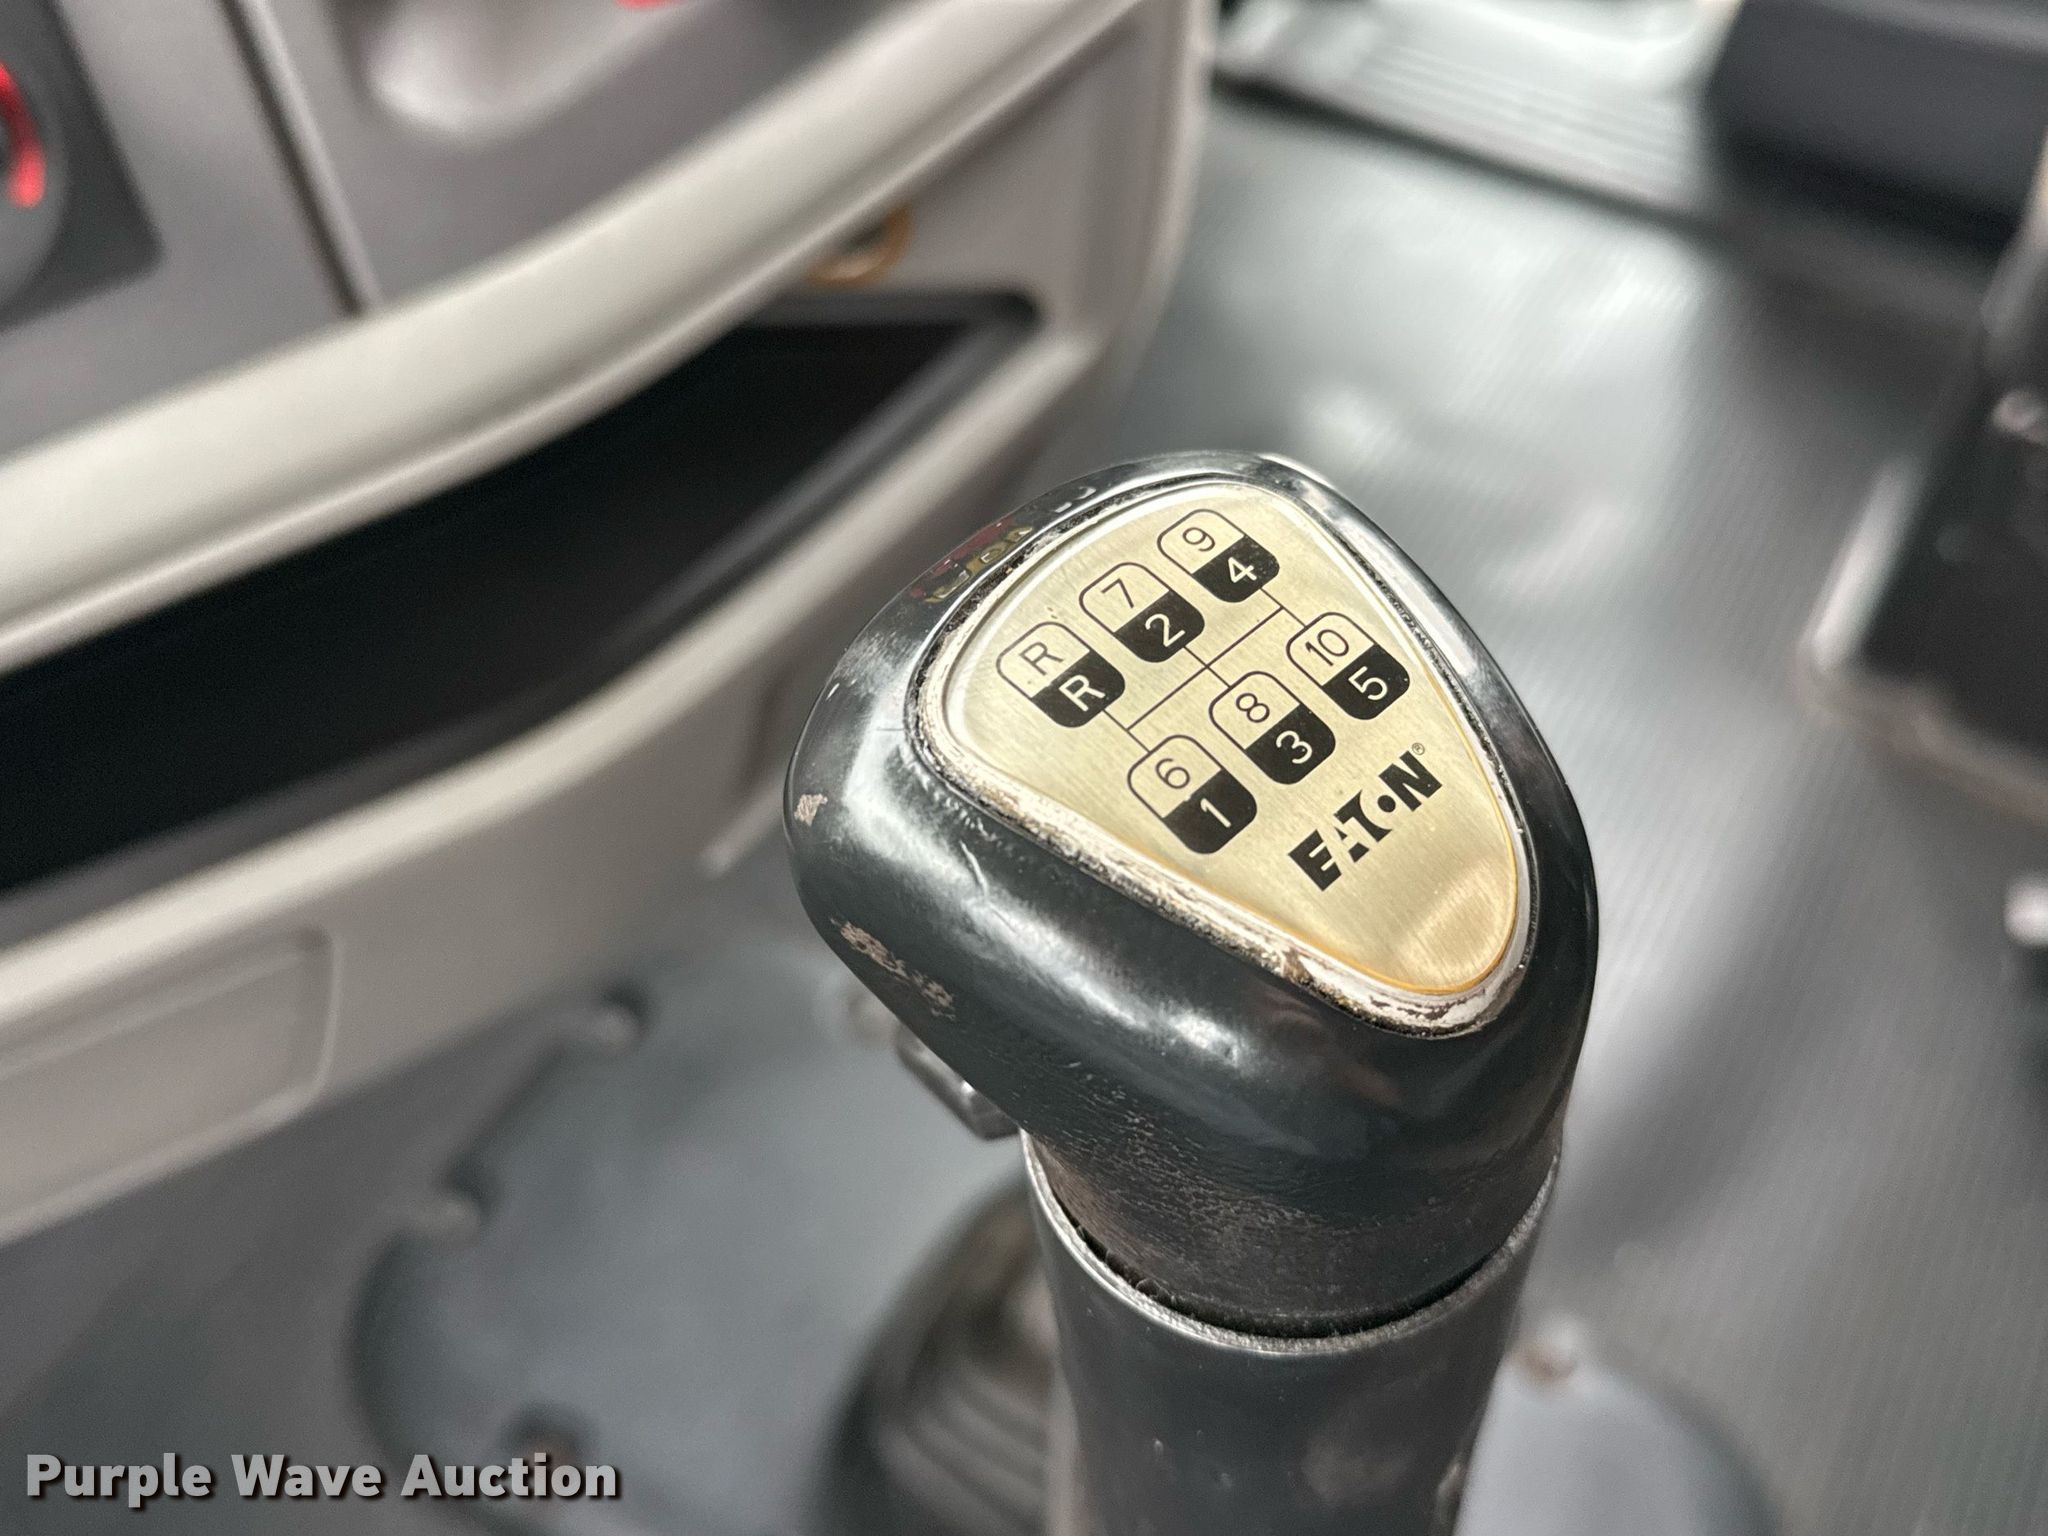 R 7 9
R 2 4
6 8 10
1 3 5
EATON®
Purple Wave Auction